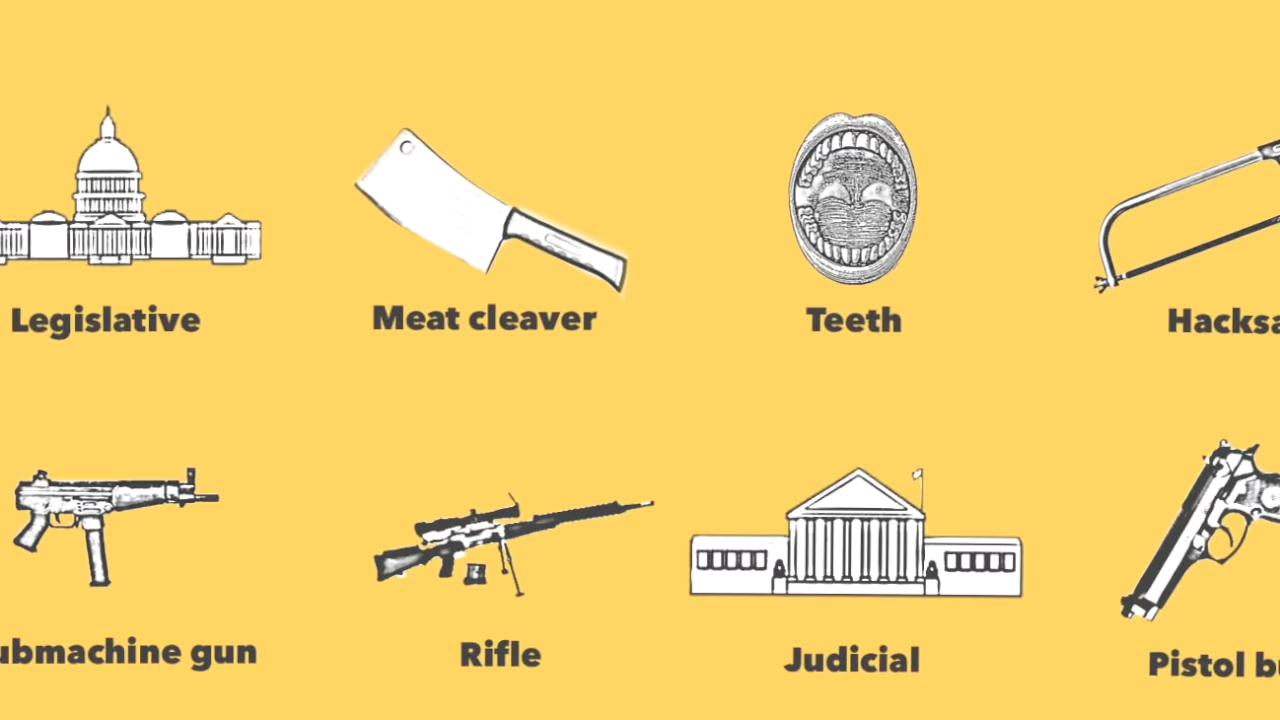 Legislative
Meat cleaver
Teeth
Hacksa
ubmachine gun
Rifle
Judicial
Pistol bu